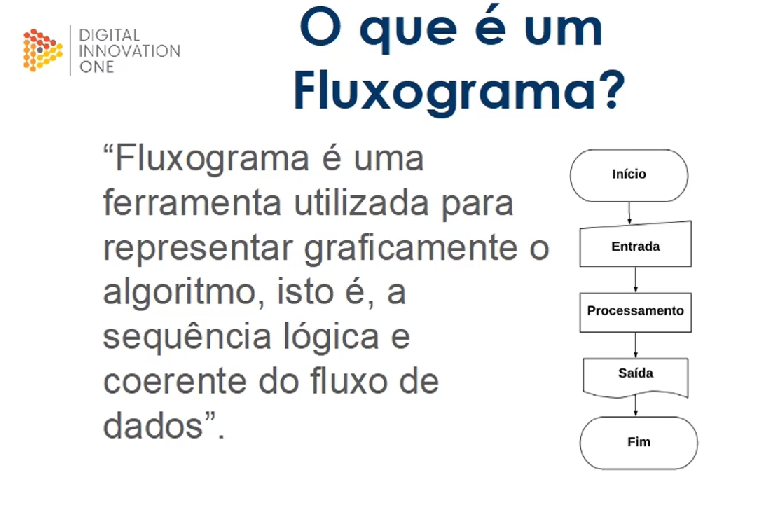 DIGITAL
INNOVATION
ONE
O que é um
Fluxograma?
“Fluxograma é uma
ferramenta utilizada para
representar graficamente o
algoritmo, isto é, a
sequência lógica e
coerente do fluxo de
dados”.
Início
Entrada
Processamento
Saída
Fim